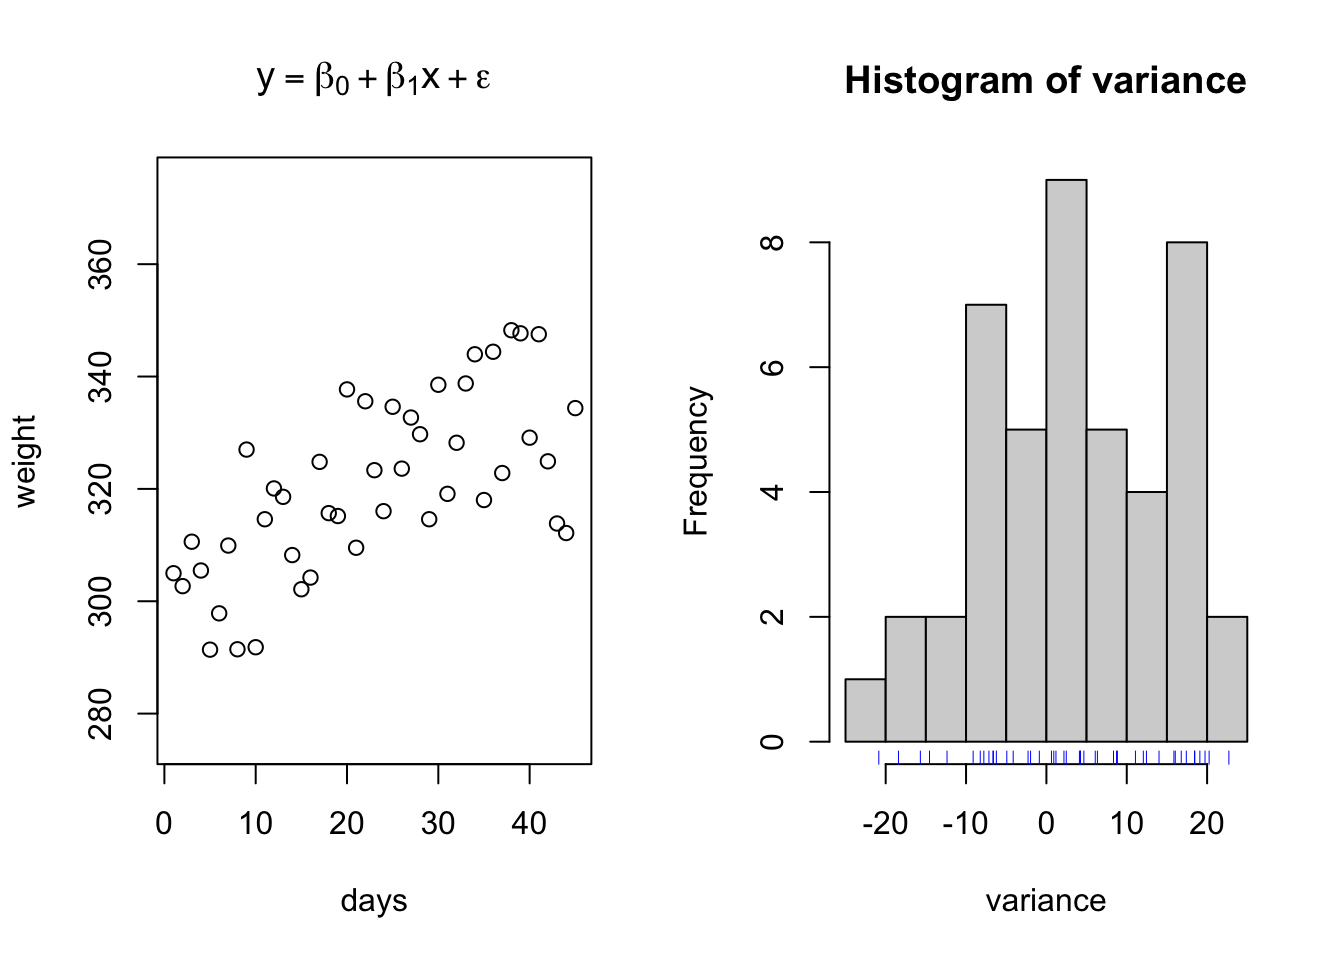 y = β₀ + β₁x + ε
weight
360
340
320
300
280
0 10 20 30 40
days
Histogram of variance
Frequency
8
6
4
2
0
-20 -10 0 10 20
variance